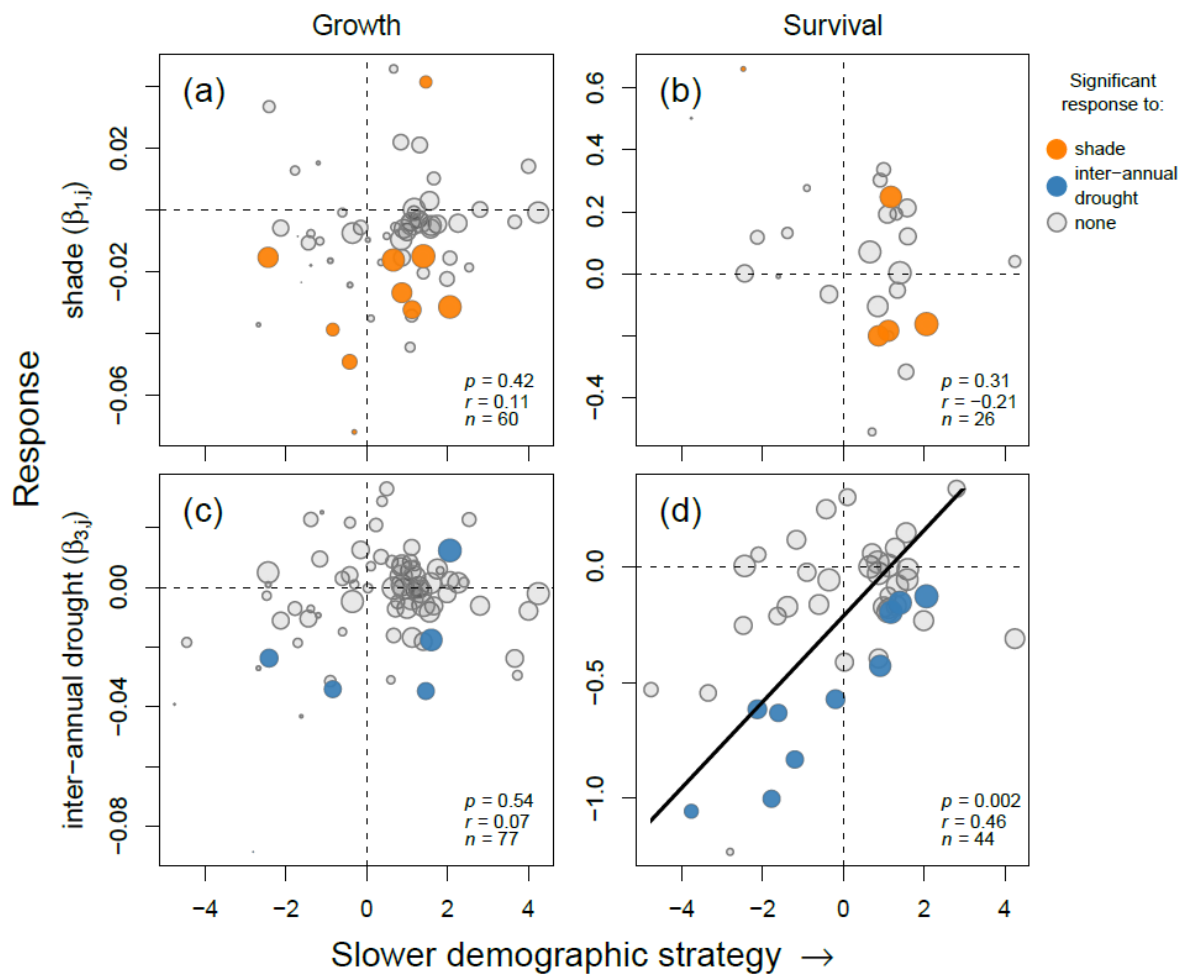 Growth
Survival
Significant
response to:
shade
inter-annual
drought
none
Response
shade (β1,j)
(a)
0.02
−0.02
−0.06
p = 0.42
r = 0.11
n = 60
(b)
0.6
0.4
0.2
0.0
−0.4
p = 0.31
r = −0.21
n = 26
inter-annual drought (β3,j)
(c)
0.00
−0.04
−0.08
p = 0.54
r = 0.07
n = 77
(d)
0.0
−0.5
−1.0
p = 0.002
r = 0.46
n = 44
−4 −2 0 2 4
−4 −2 0 2 4
Slower demographic strategy →